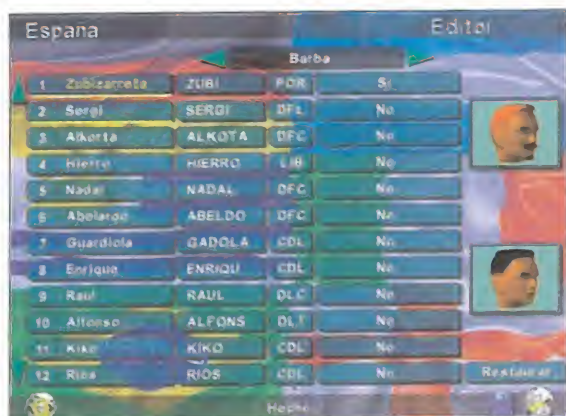 España Editor
Barba
1 Zubizarreta ZUBI POR Si
2 Sergi SERGI DFL No
3 Alkorta ALKOTA DFC No
4 Hierro HIERRO LIB No
5 Nadal NADAL DFC No
6 Abelardo ABELDO DFC No
7 Guardiola GADOLA CDL No
8 Enrique ENRIQU CDL No
9 Raul RAUL DLC No
10 Alfonso ALFONS DLT No
11 Kiko KIKO CDL No
12 Rios RIOS CDL No Restaurar
Hecho